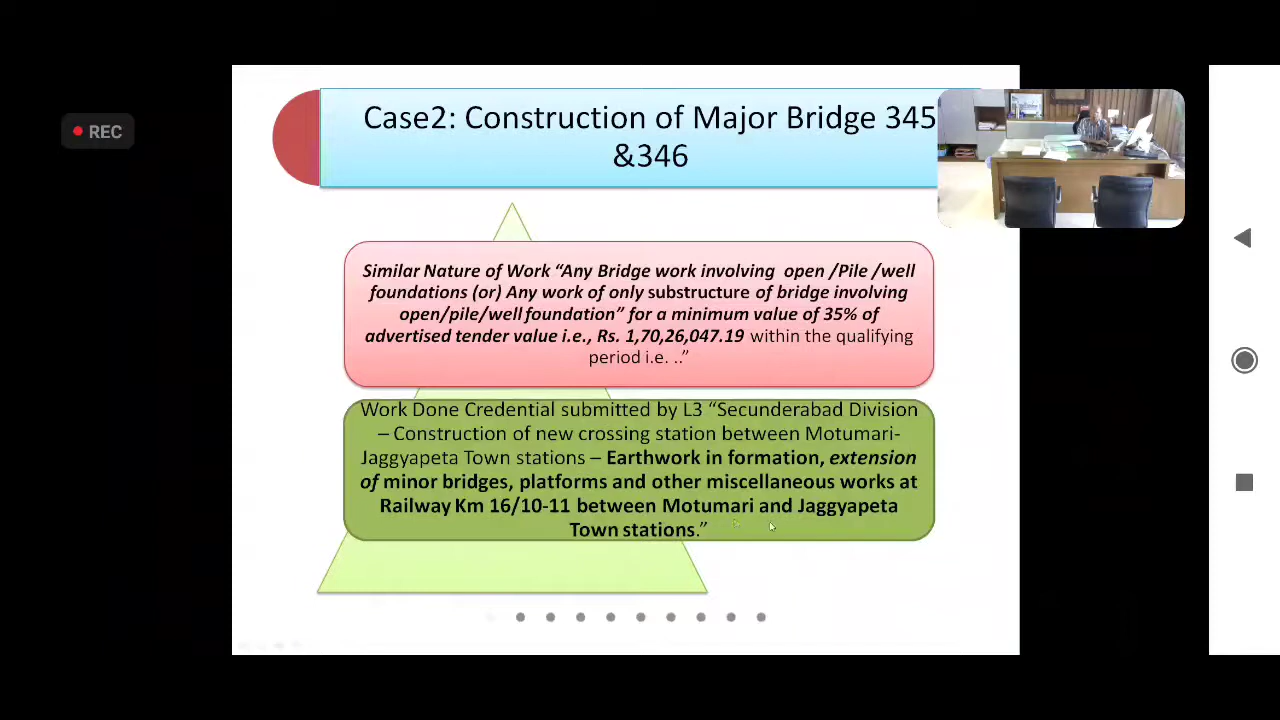 REC
Case2: Construction of Major Bridge 345
&346
Similar Nature of Work “Any Bridge work involving open /Pile /well
foundations (or) Any work of only substructure of bridge involving
open/pile/well foundation” for a minimum value of 35% of
advertised tender value i.e., Rs. 1,70,26,047.19 within the qualifying
period i.e. ..”
Work Done Credential submitted by L3 “Secunderabad Division
– Construction of new crossing station between Motumari-
Jaggyapeta Town stations – Earthwork in formation, extension
of minor bridges, platforms and other miscellaneous works at
Railway Km 16/10-11 between Motumari and Jaggyapeta
Town stations.”